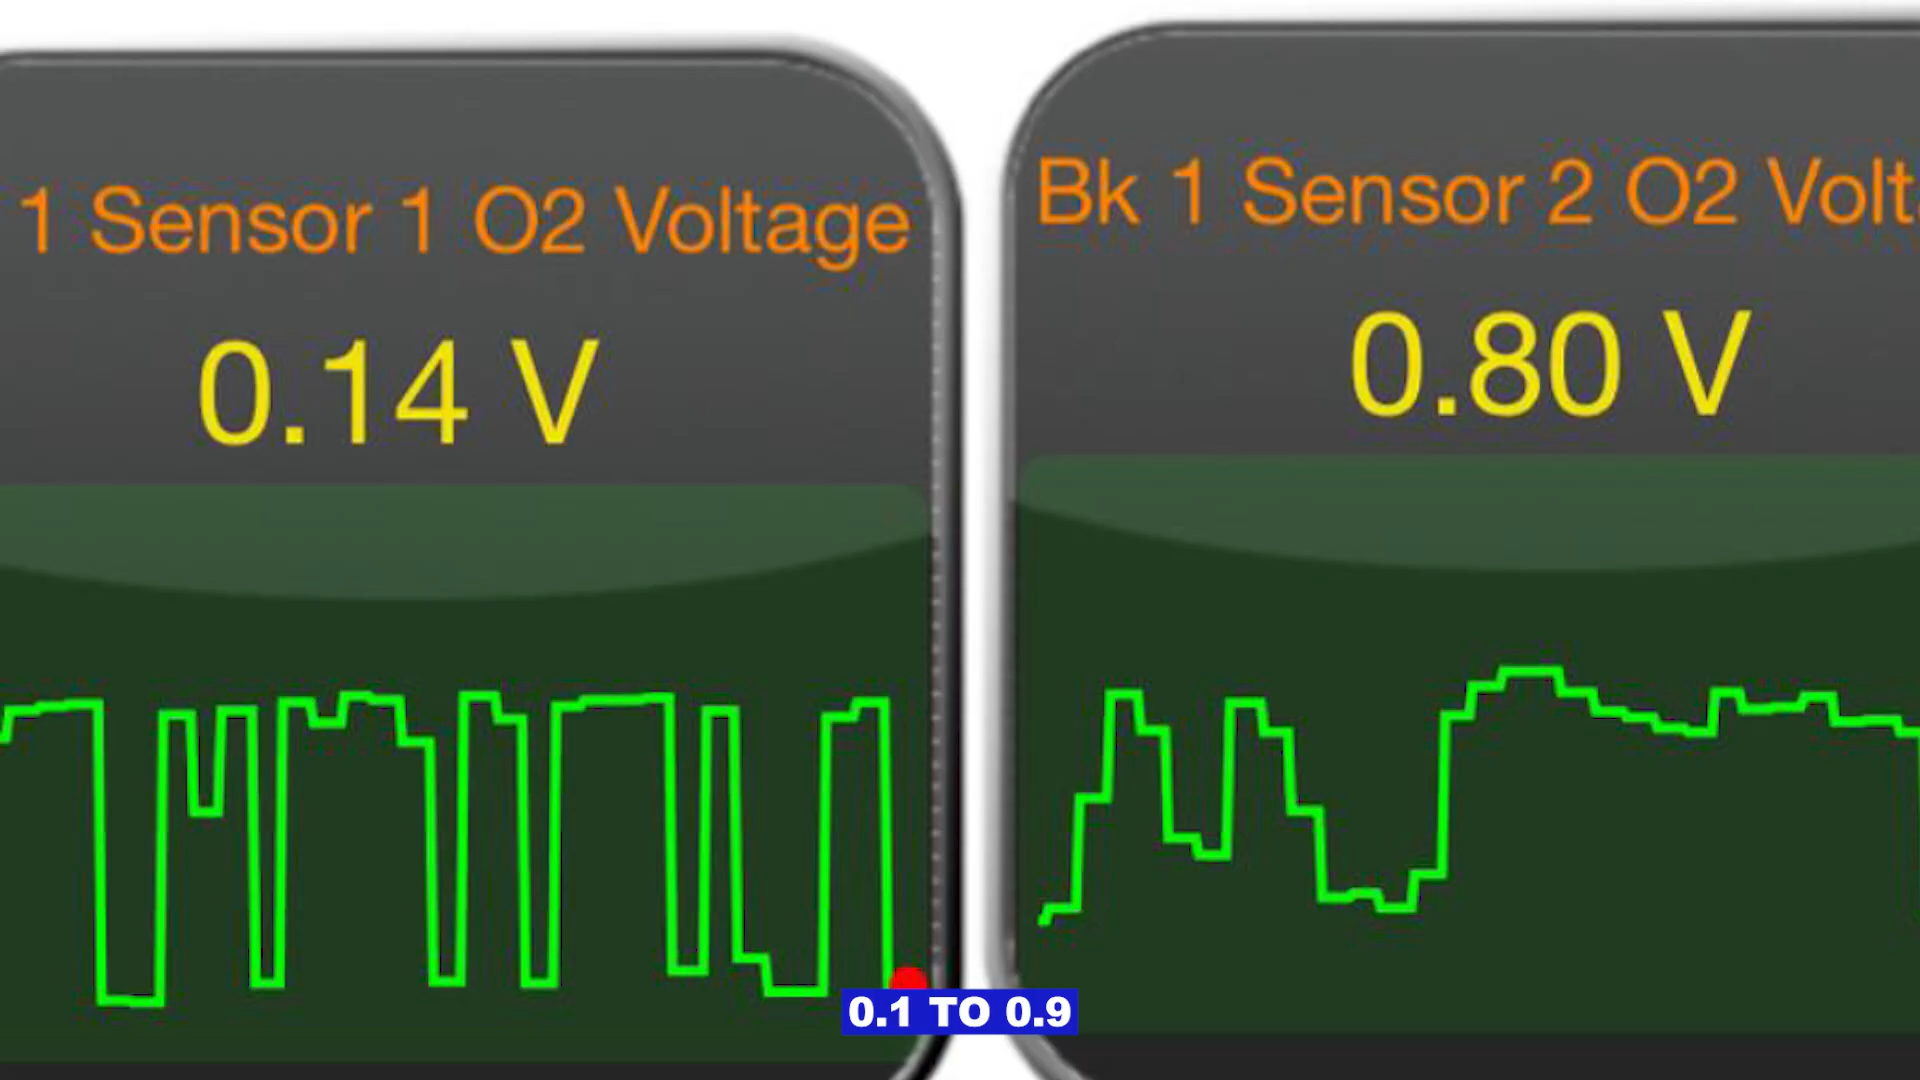 1 Sensor 1 O2 Voltage
0.14 V
Bk 1 Sensor 2 O2
0.80 V
0.1 TO 0.9